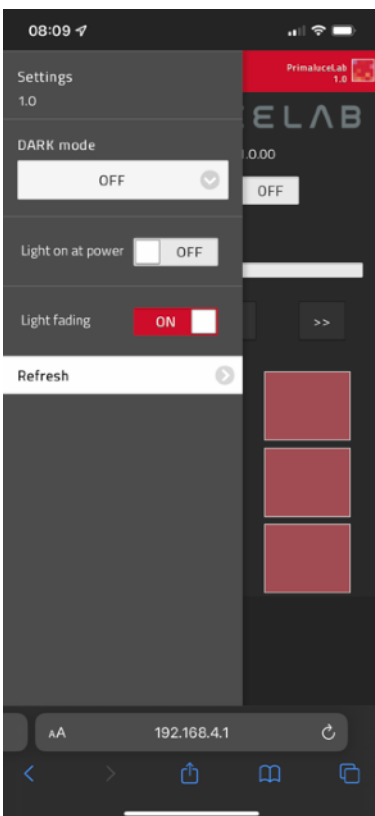 08:09
Settings
1.0
PrimaluceLab
1.0
ELAB
DARK mode
1.0.00
OFF
OFF
Light on at power
OFF
Light fading
ON
>>
Refresh
AA
192.168.4.1